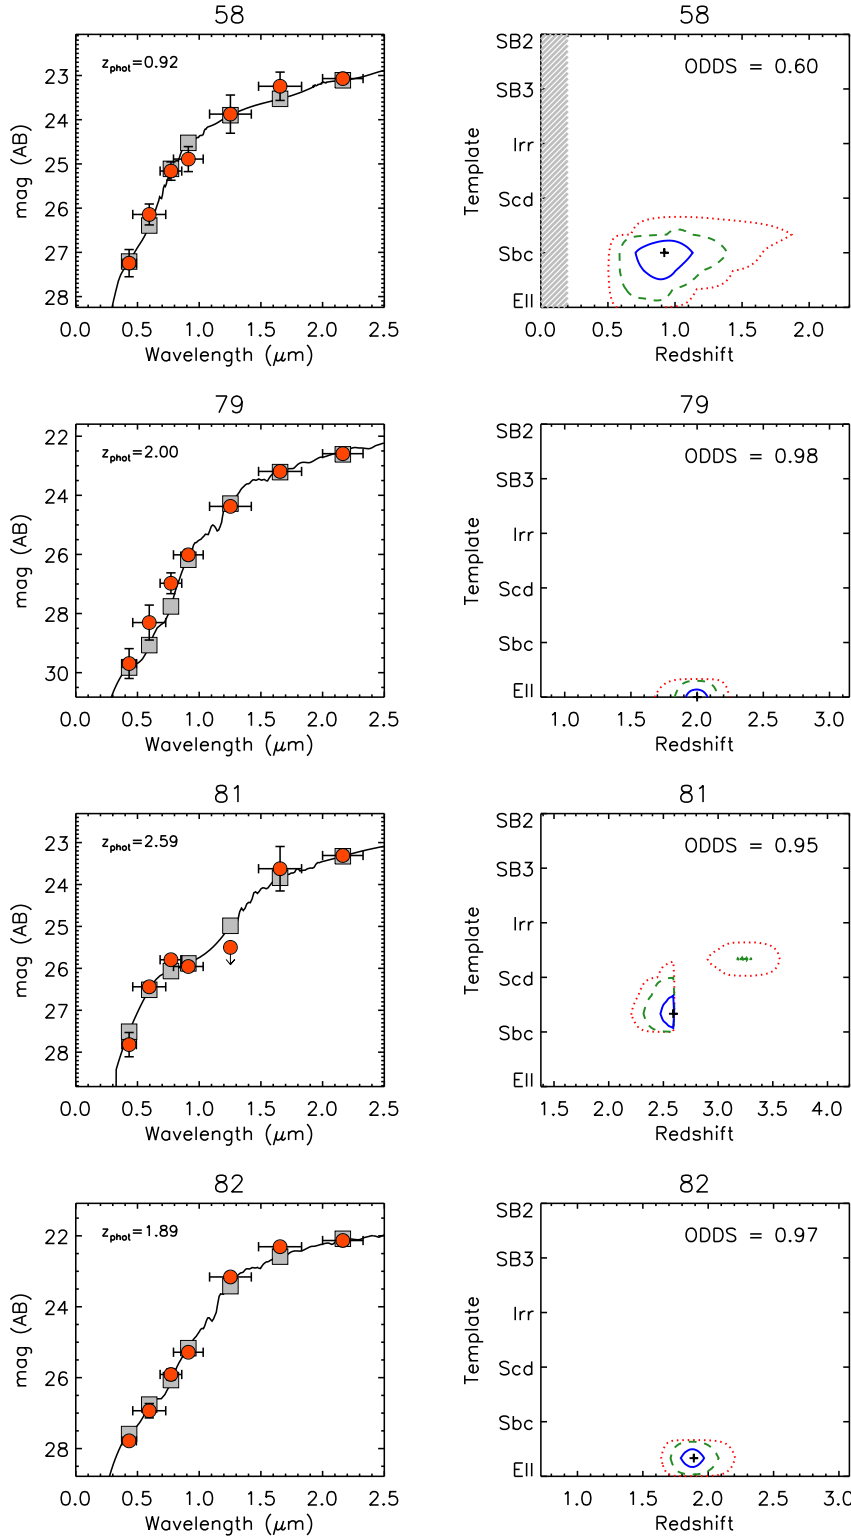 58
z_phot=0.92
mag (AB)
23
24
25
26
27
28
0.0 0.5 1.0 1.5 2.0 2.5
Wavelength (μm)
58
ODDS = 0.60
Template
SB2
SB3
Irr
Scd
Sbc
Ell
0.0 0.5 1.0 1.5 2.0
Redshift
79
z_phot=2.00
mag (AB)
22
24
26
28
30
0.0 0.5 1.0 1.5 2.0 2.5
Wavelength (μm)
79
ODDS = 0.98
Template
SB2
SB3
Irr
Scd
Sbc
Ell
1.0 1.5 2.0 2.5 3.0
Redshift
81
z_phot=2.59
mag (AB)
23
24
25
26
27
28
0.0 0.5 1.0 1.5 2.0 2.5
Wavelength (μm)
81
ODDS = 0.95
Template
SB2
SB3
Irr
Scd
Sbc
Ell
1.5 2.0 2.5 3.0 3.5 4.0
Redshift
82
z_phot=1.89
mag (AB)
22
24
26
28
0.0 0.5 1.0 1.5 2.0 2.5
Wavelength (μm)
82
ODDS = 0.97
Template
SB2
SB3
Irr
Scd
Sbc
Ell
1.0 1.5 2.0 2.5 3.0
Redshift